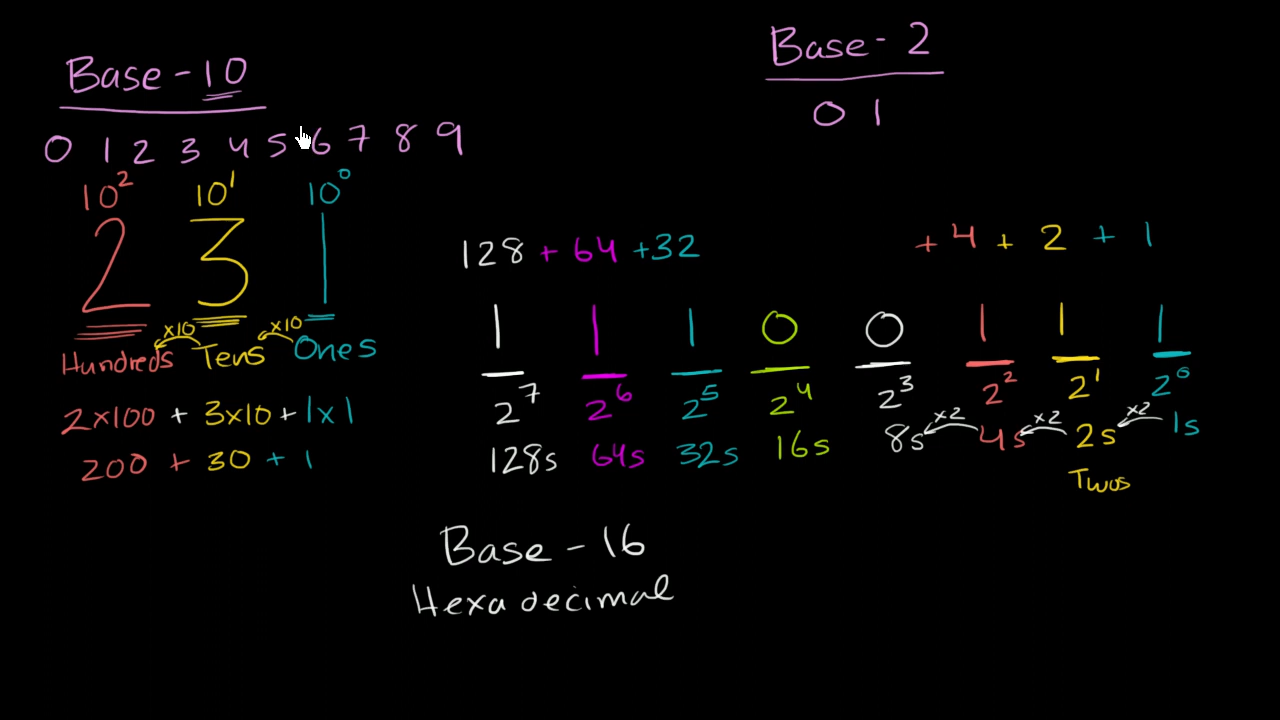 Base-10
0 1 2 3 4 5 6 7 8 9
10² 10¹ 10⁰
2 3 1
x10 x10
Hundreds Tens Ones
2x100 + 3x10 + 1x1
200 + 30 + 1
Base-2
0 1
128 + 64 +32 + 4 + 2 + 1
1 1 1 0 0 1 1 1
2⁷ 2⁶ 2⁵ 2⁴ 2³ 2² 2¹ 2⁰
x2 x2 x2
128s 64s 32s 16s 8s 4s 2s 1s
Twos
Base-16
Hexadecimal